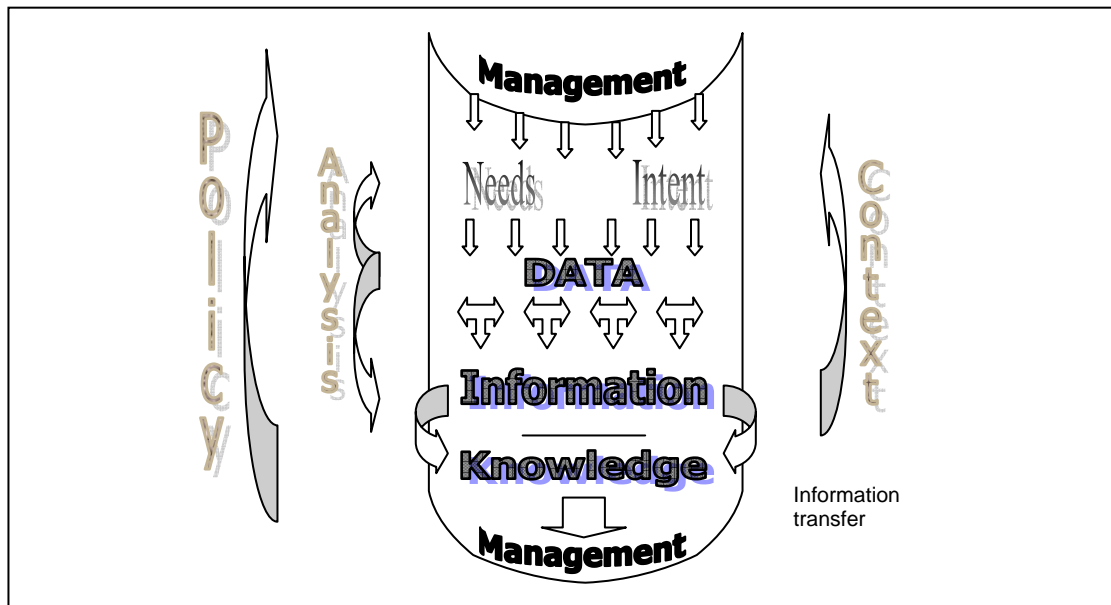 Management
Needs Intent
DATA
Information
Knowledge
Management
Policy
Analysis
Context
Information
transfer